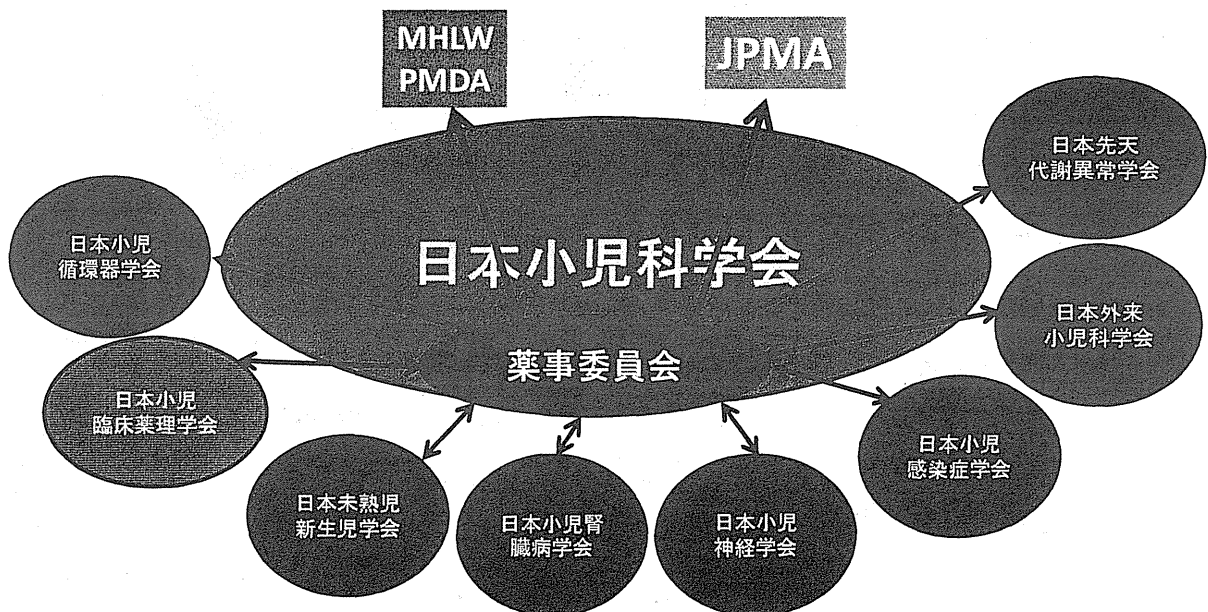 MHLW
PMDA
JPMA
日本先天
代謝異常学会
日本小児
循環器学会
日本小児科学会
日本外来
小児科学会
薬事委員会
日本小児
臨床薬理学会
日本小児
感染症学会
日本未熟児
新生児学会
日本小児腎
臓病学会
日本小児
神経学会